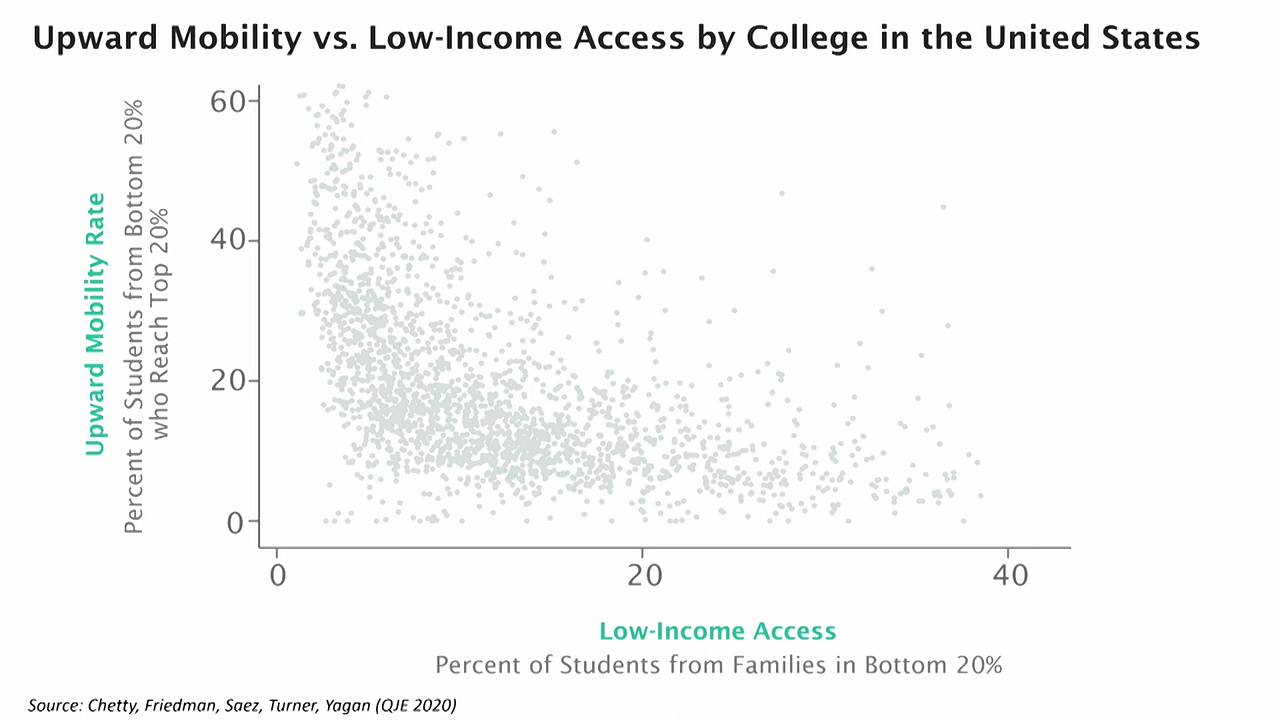 Upward Mobility vs. Low-Income Access by College in the United States
Upward Mobility Rate
Percent of Students from Bottom 20%
who Reach Top 20%
60
40
20
0
0
20
40
Low-Income Access
Percent of Students from Families in Bottom 20%
Source: Chetty, Friedman, Saez, Turner, Yagan (QJE 2020)